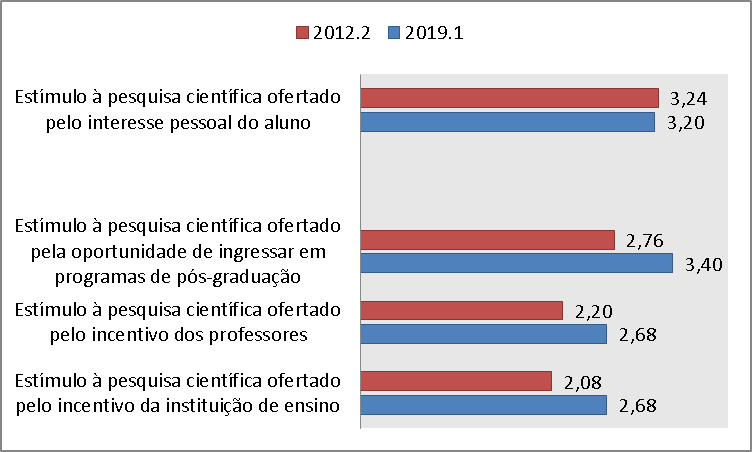 2012.2 2019.1
Estímulo à pesquisa científica ofertado
pelo interesse pessoal do aluno
3,24
3,20
Estímulo à pesquisa científica ofertado
pela oportunidade de ingressar em
programas de pós-graduação
2,76
3,40
Estímulo à pesquisa científica ofertado
pelo incentivo dos professores
2,20
2,68
Estímulo à pesquisa científica ofertado
pelo incentivo da instituição de ensino
2,08
2,68